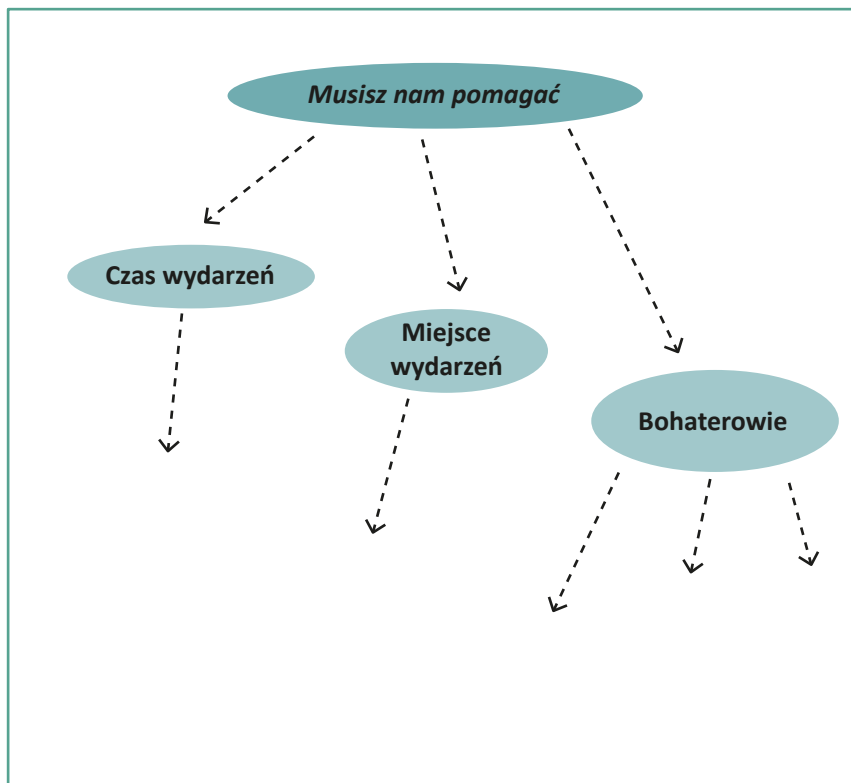 Musisz nam pomagać
Czas wydarzeń
Miejsce
wydarzeń
Bohaterowie